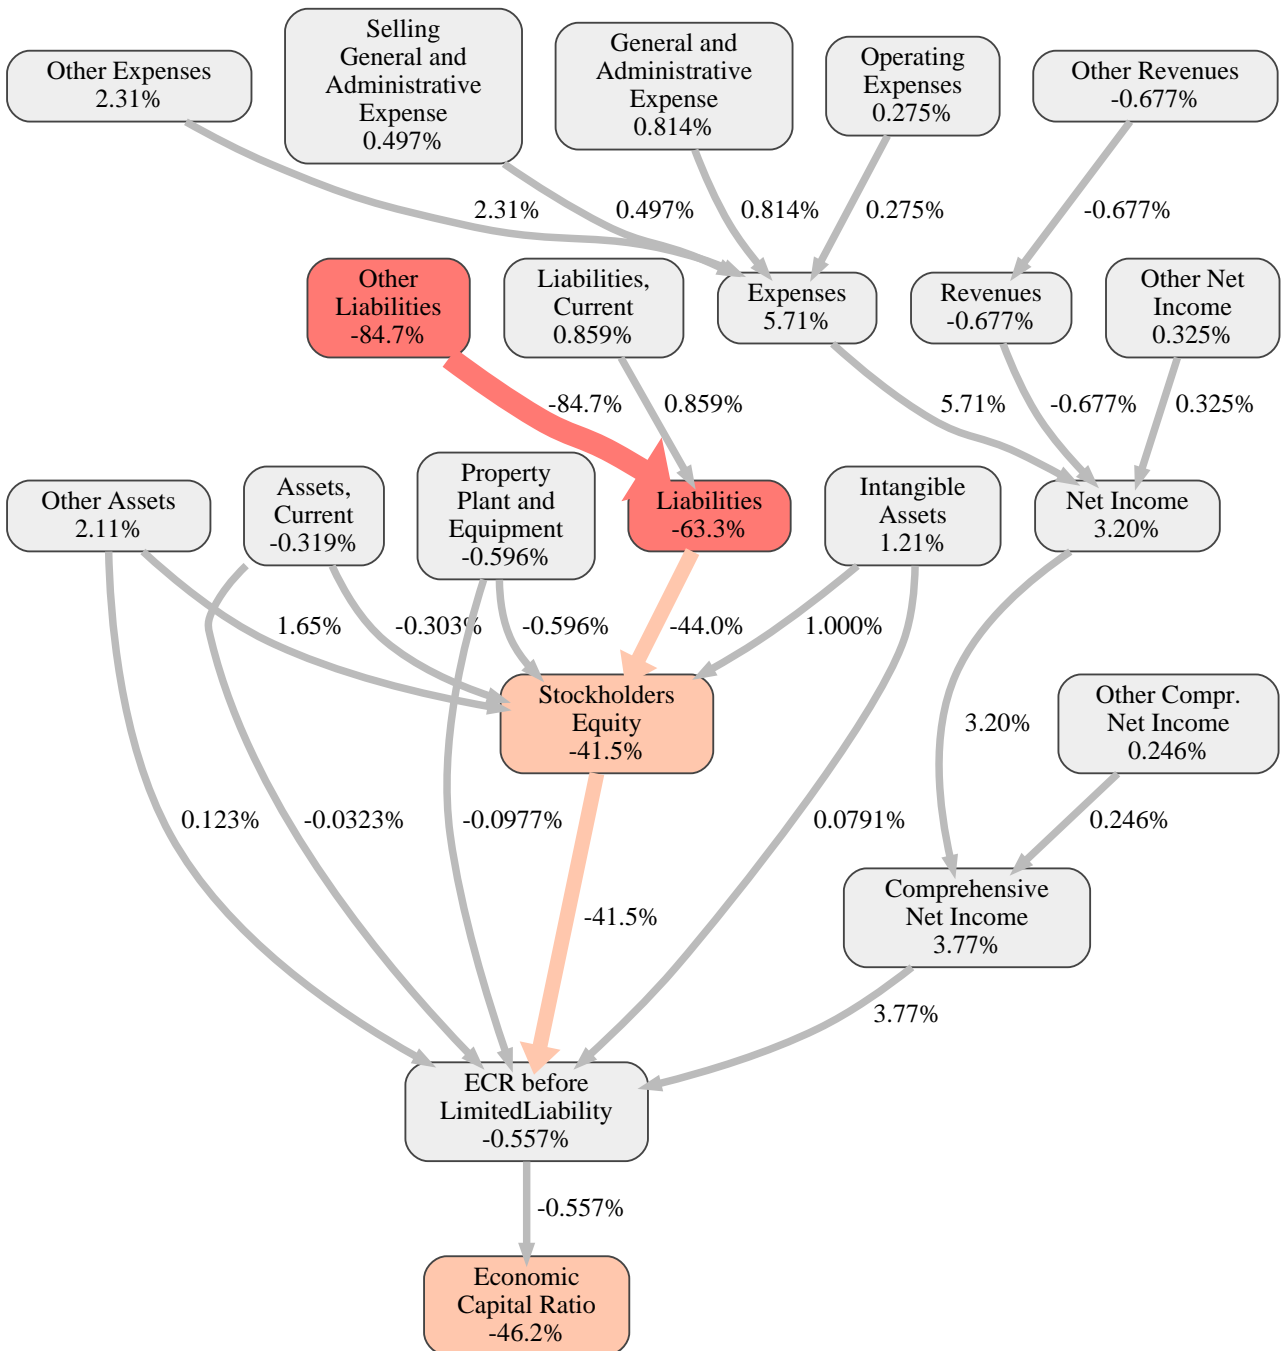 Other Expenses
2.31%
Selling
General and
Administrative
Expense
0.497%
General and
Administrative
Expense
0.814%
Operating
Expenses
0.275%
Other Revenues
-0.677%
2.31%
0.497%
0.814%
0.275%
-0.677%
Other
Liabilities
-84.7%
Liabilities,
Current
0.859%
Expenses
5.71%
Revenues
-0.677%
Other Net
Income
0.325%
-84.7%
0.859%
5.71%
-0.677%
0.325%
Other Assets
2.11%
Assets,
Current
-0.319%
Property
Plant and
Equipment
-0.596%
Liabilities
-63.3%
Intangible
Assets
1.21%
Net Income
3.20%
1.65%
-0.303%
-0.596%
-44.0%
1.000%
Stockholders
Equity
-41.5%
3.20%
Other Compr.
Net Income
0.246%
0.123%
-0.0323%
-0.0977%
0.0791%
0.246%
-41.5%
Comprehensive
Net Income
3.77%
3.77%
ECR before
LimitedLiability
-0.557%
-0.557%
Economic
Capital Ratio
-46.2%